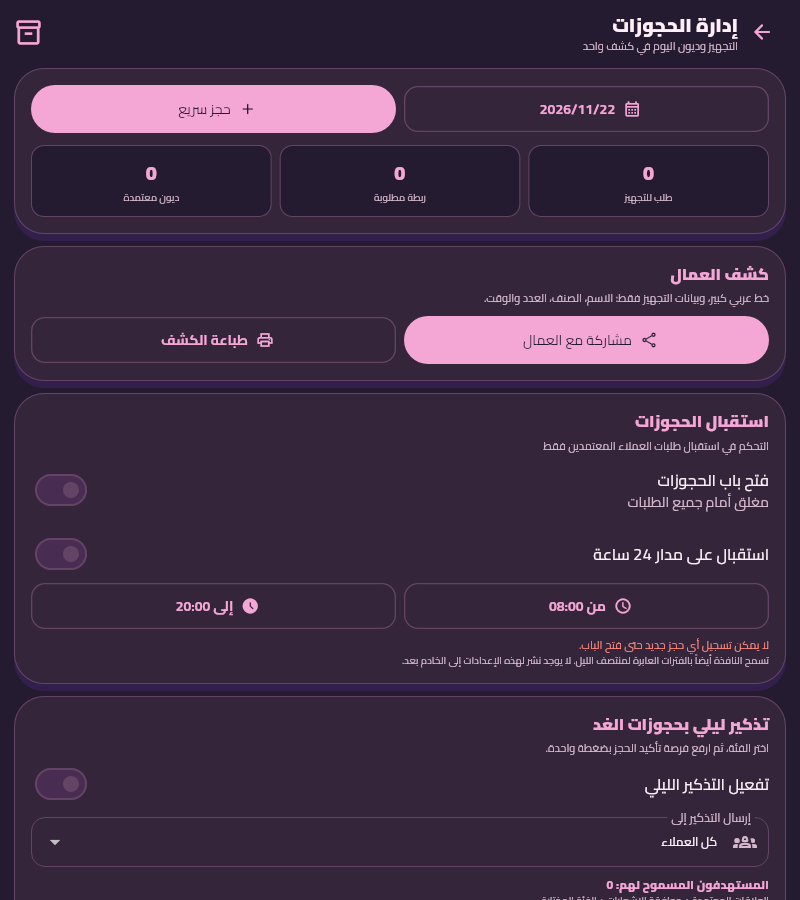 إدارة الحجوزات
التجهيز وديون اليوم في كشف واحد
2026/11/22
حجز سريع
0
طلب للتجهيز
0
ربطة مطلوبة
0
ديون معتمدة
كشف العمال
خط عربي كبير، وبيانات التجهيز فقط: الاسم، الصنف، العدد والوقت.
مشاركة مع العمال
طباعة الكشف
استقبال الحجوزات
التحكم في استقبال طلبات العملاء المعتمدين فقط
فتح باب الحجوزات
مغلق أمام جميع الطلبات
استقبال على مدار 24 ساعة
من 08:00
إلى 20:00
لا يمكن تسجيل أي حجز جديد حتى فتح الباب.
تسمح النافذة أيضاً بالفترات العابرة لمنتصف الليل. لا يوجد نشر لهذه الإعدادات إلى الخادم بعد.
تذكير ليلي بحجوزات الغد
اختر الفئة، ثم ارفع فرصة تأكيد الحجز بضغطة واحدة.
تفعيل التذكير الليلي
إرسال التذكير إلى
كل العملاء
المستهدفون المسموح لهم: 0